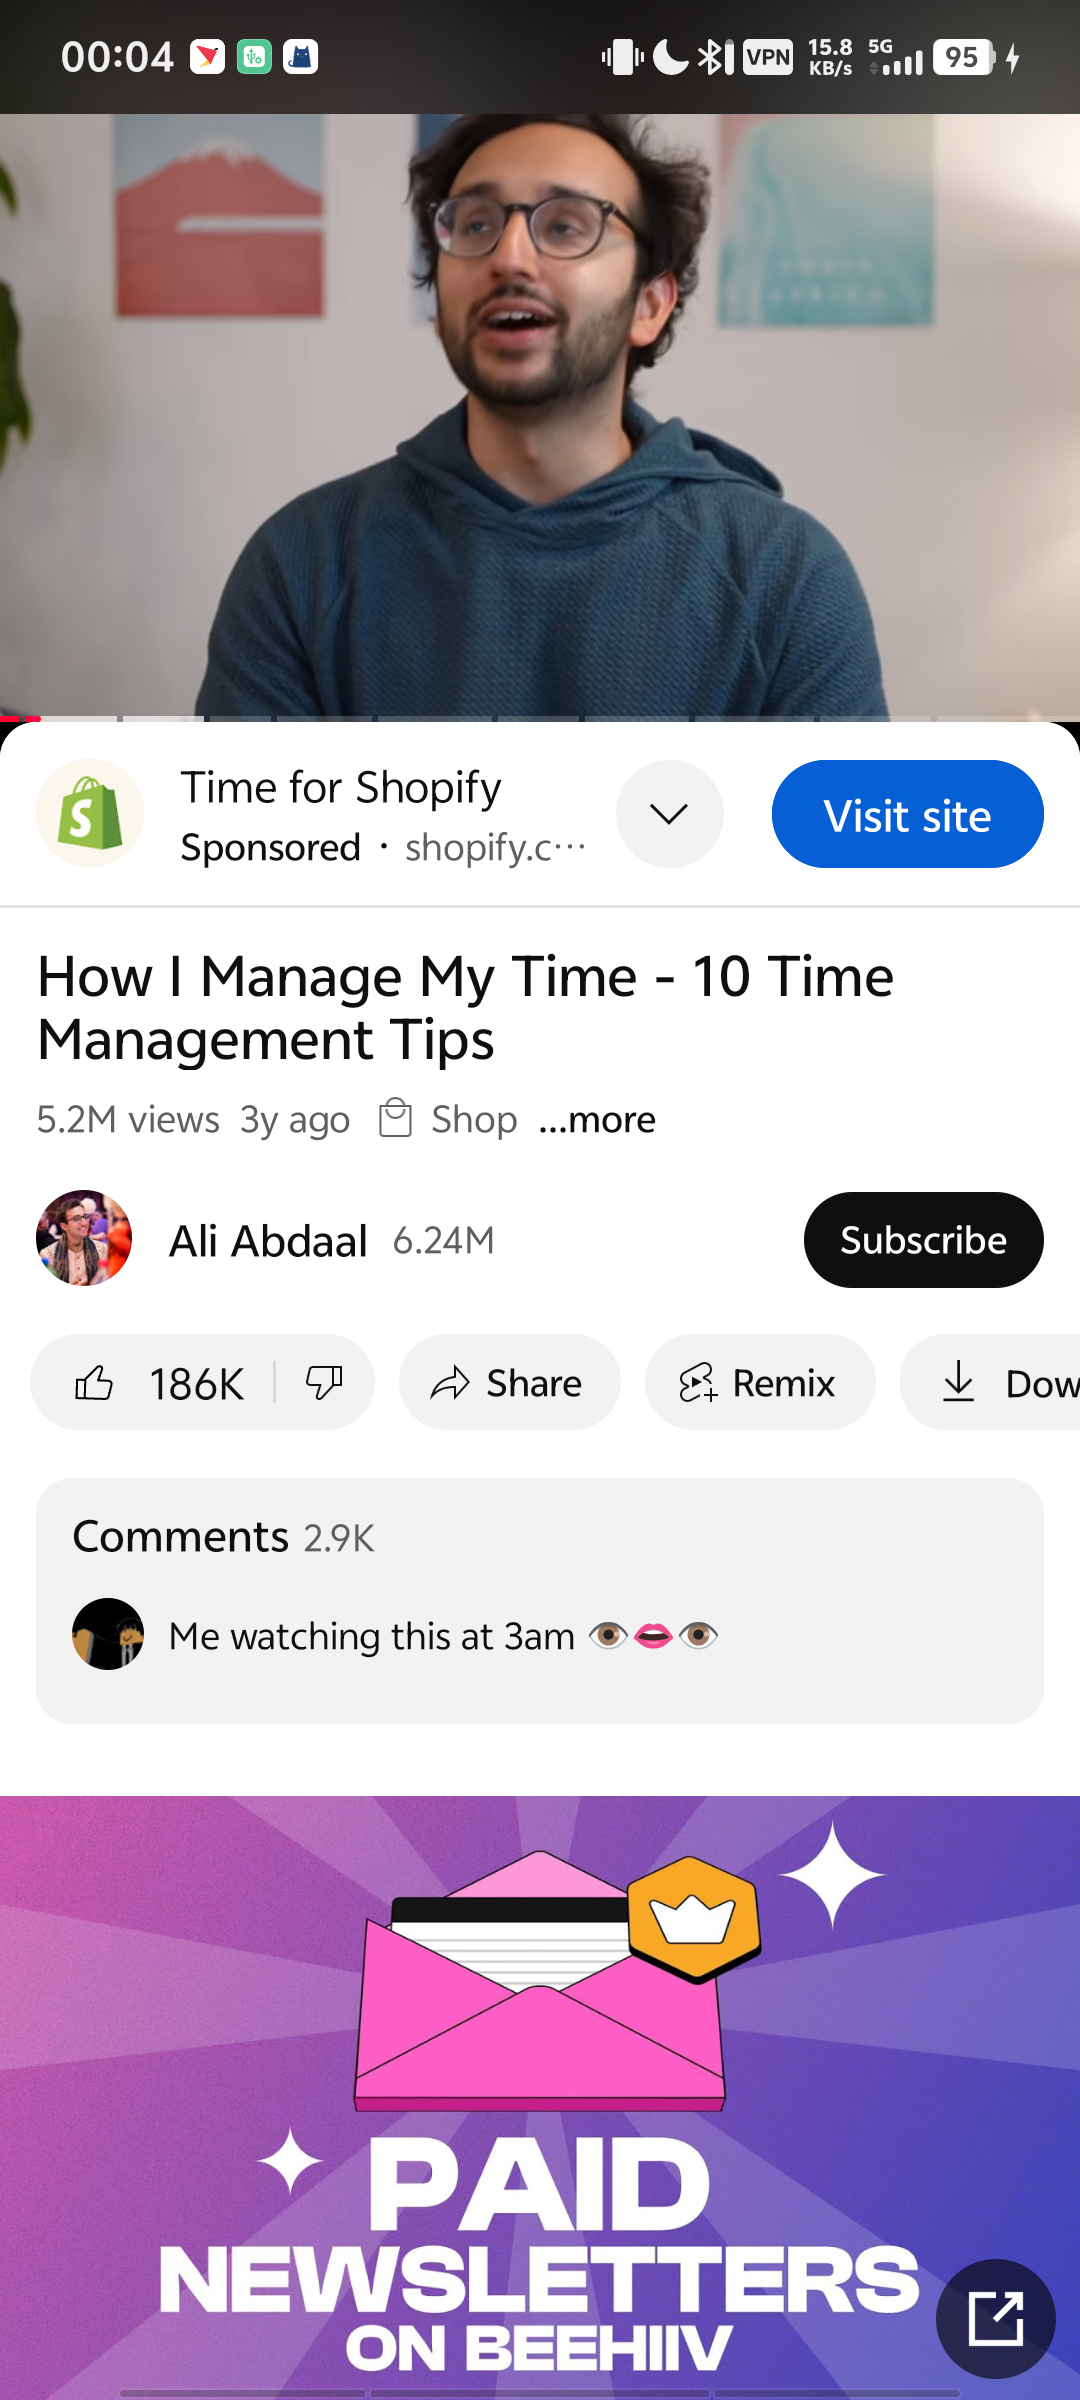 00:04 VPN 15.8 KB/s 5G 95
SOUTH
AFRICA
S
Time for Shopify
Sponsored · shopify.c...
Visit site
How I Manage My Time - 10 Time
Management Tips
5.2M views 3y ago Shop ...more
Ali Abdaal 6.24M
Subscribe
186K Share Remix Dow
Comments 2.9K
Me watching this at 3am 👁️👄👁️
PAID
NEWSLETTERS
ON BEEHIIV